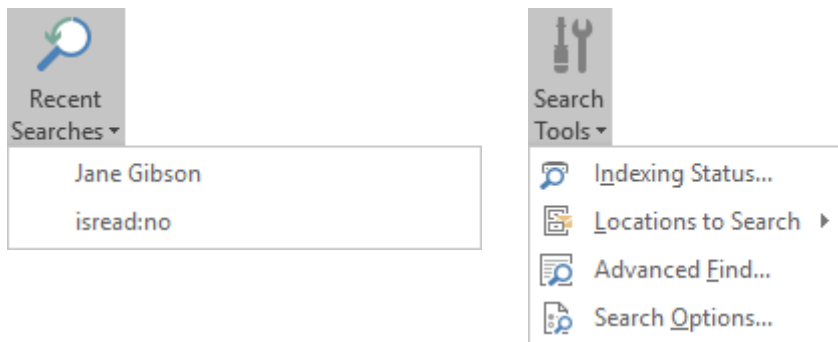 Recent
Searches
Jane Gibson
isread:no
Search
Tools
Indexing Status...
Locations to Search
Advanced Find...
Search Options...